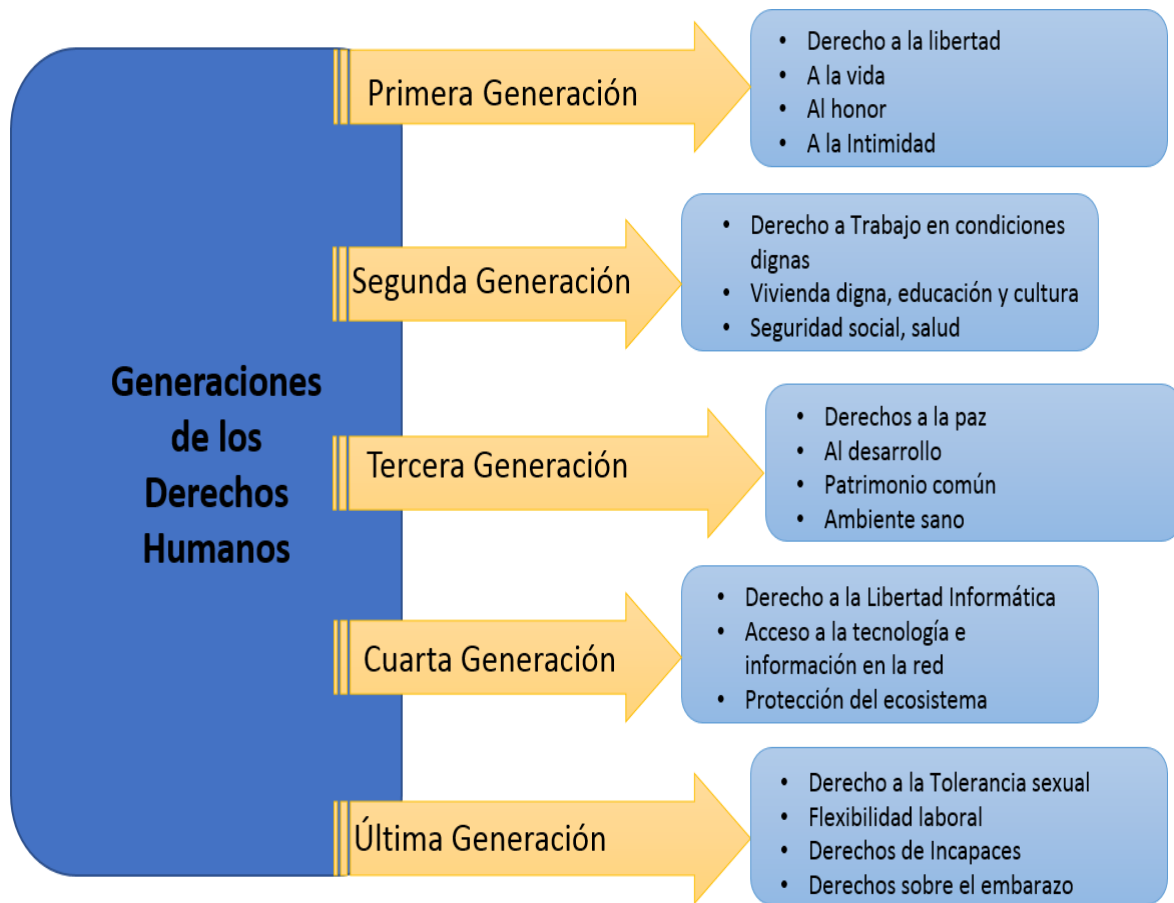 Generaciones
de los
Derechos
Humanos
Primera Generación
• Derecho a la libertad
• A la vida
• Al honor
• A la Intimidad
Segunda Generación
• Derecho a Trabajo en condiciones
dignas
• Vivienda digna, educación y cultura
• Seguridad social, salud
Tercera Generación
• Derechos a la paz
• Al desarrollo
• Patrimonio común
• Ambiente sano
Cuarta Generación
• Derecho a la Libertad Informática
• Acceso a la tecnología e
información en la red
• Protección del ecosistema
Última Generación
• Derecho a la Tolerancia sexual
• Flexibilidad laboral
• Derechos de Incapaces
• Derechos sobre el embarazo